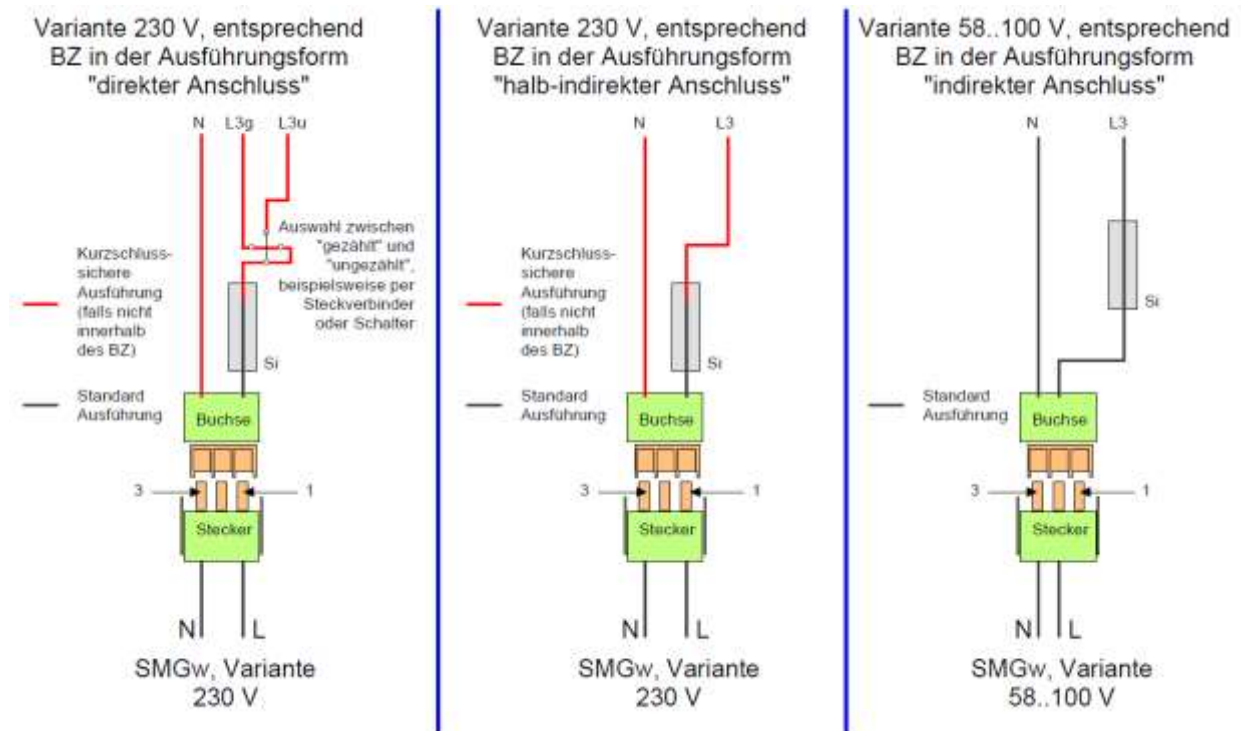 Variante 230 V, entsprechend
BZ in der Ausführungsform
"direkter Anschluss"
N L3g L3u
Auswahl zwischen
"gezählt" und
"ungezählt",
beispielsweise per
Steckverbinder
oder Schalter
Kurzschluss-
sichere
Ausführung
(falls nicht
innerhalb
des BZ)
Si
Standard
Ausführung
Buchse
3 1
Stecker
N L
SMGw, Variante
230 V
Variante 230 V, entsprechend
BZ in der Ausführungsform
"halb-indirekter Anschluss"
N L3
Kurzschluss-
sichere
Ausführung
(falls nicht
innerhalb
des BZ)
Si
Standard
Ausführung
Buchse
3 1
Stecker
N L
SMGw, Variante
230 V
Variante 58..100 V, entsprechend
BZ in der Ausführungsform
"indirekter Anschluss"
N L3
Si
Standard
Ausführung
Buchse
3 1
Stecker
N L
SMGw, Variante
58..100 V